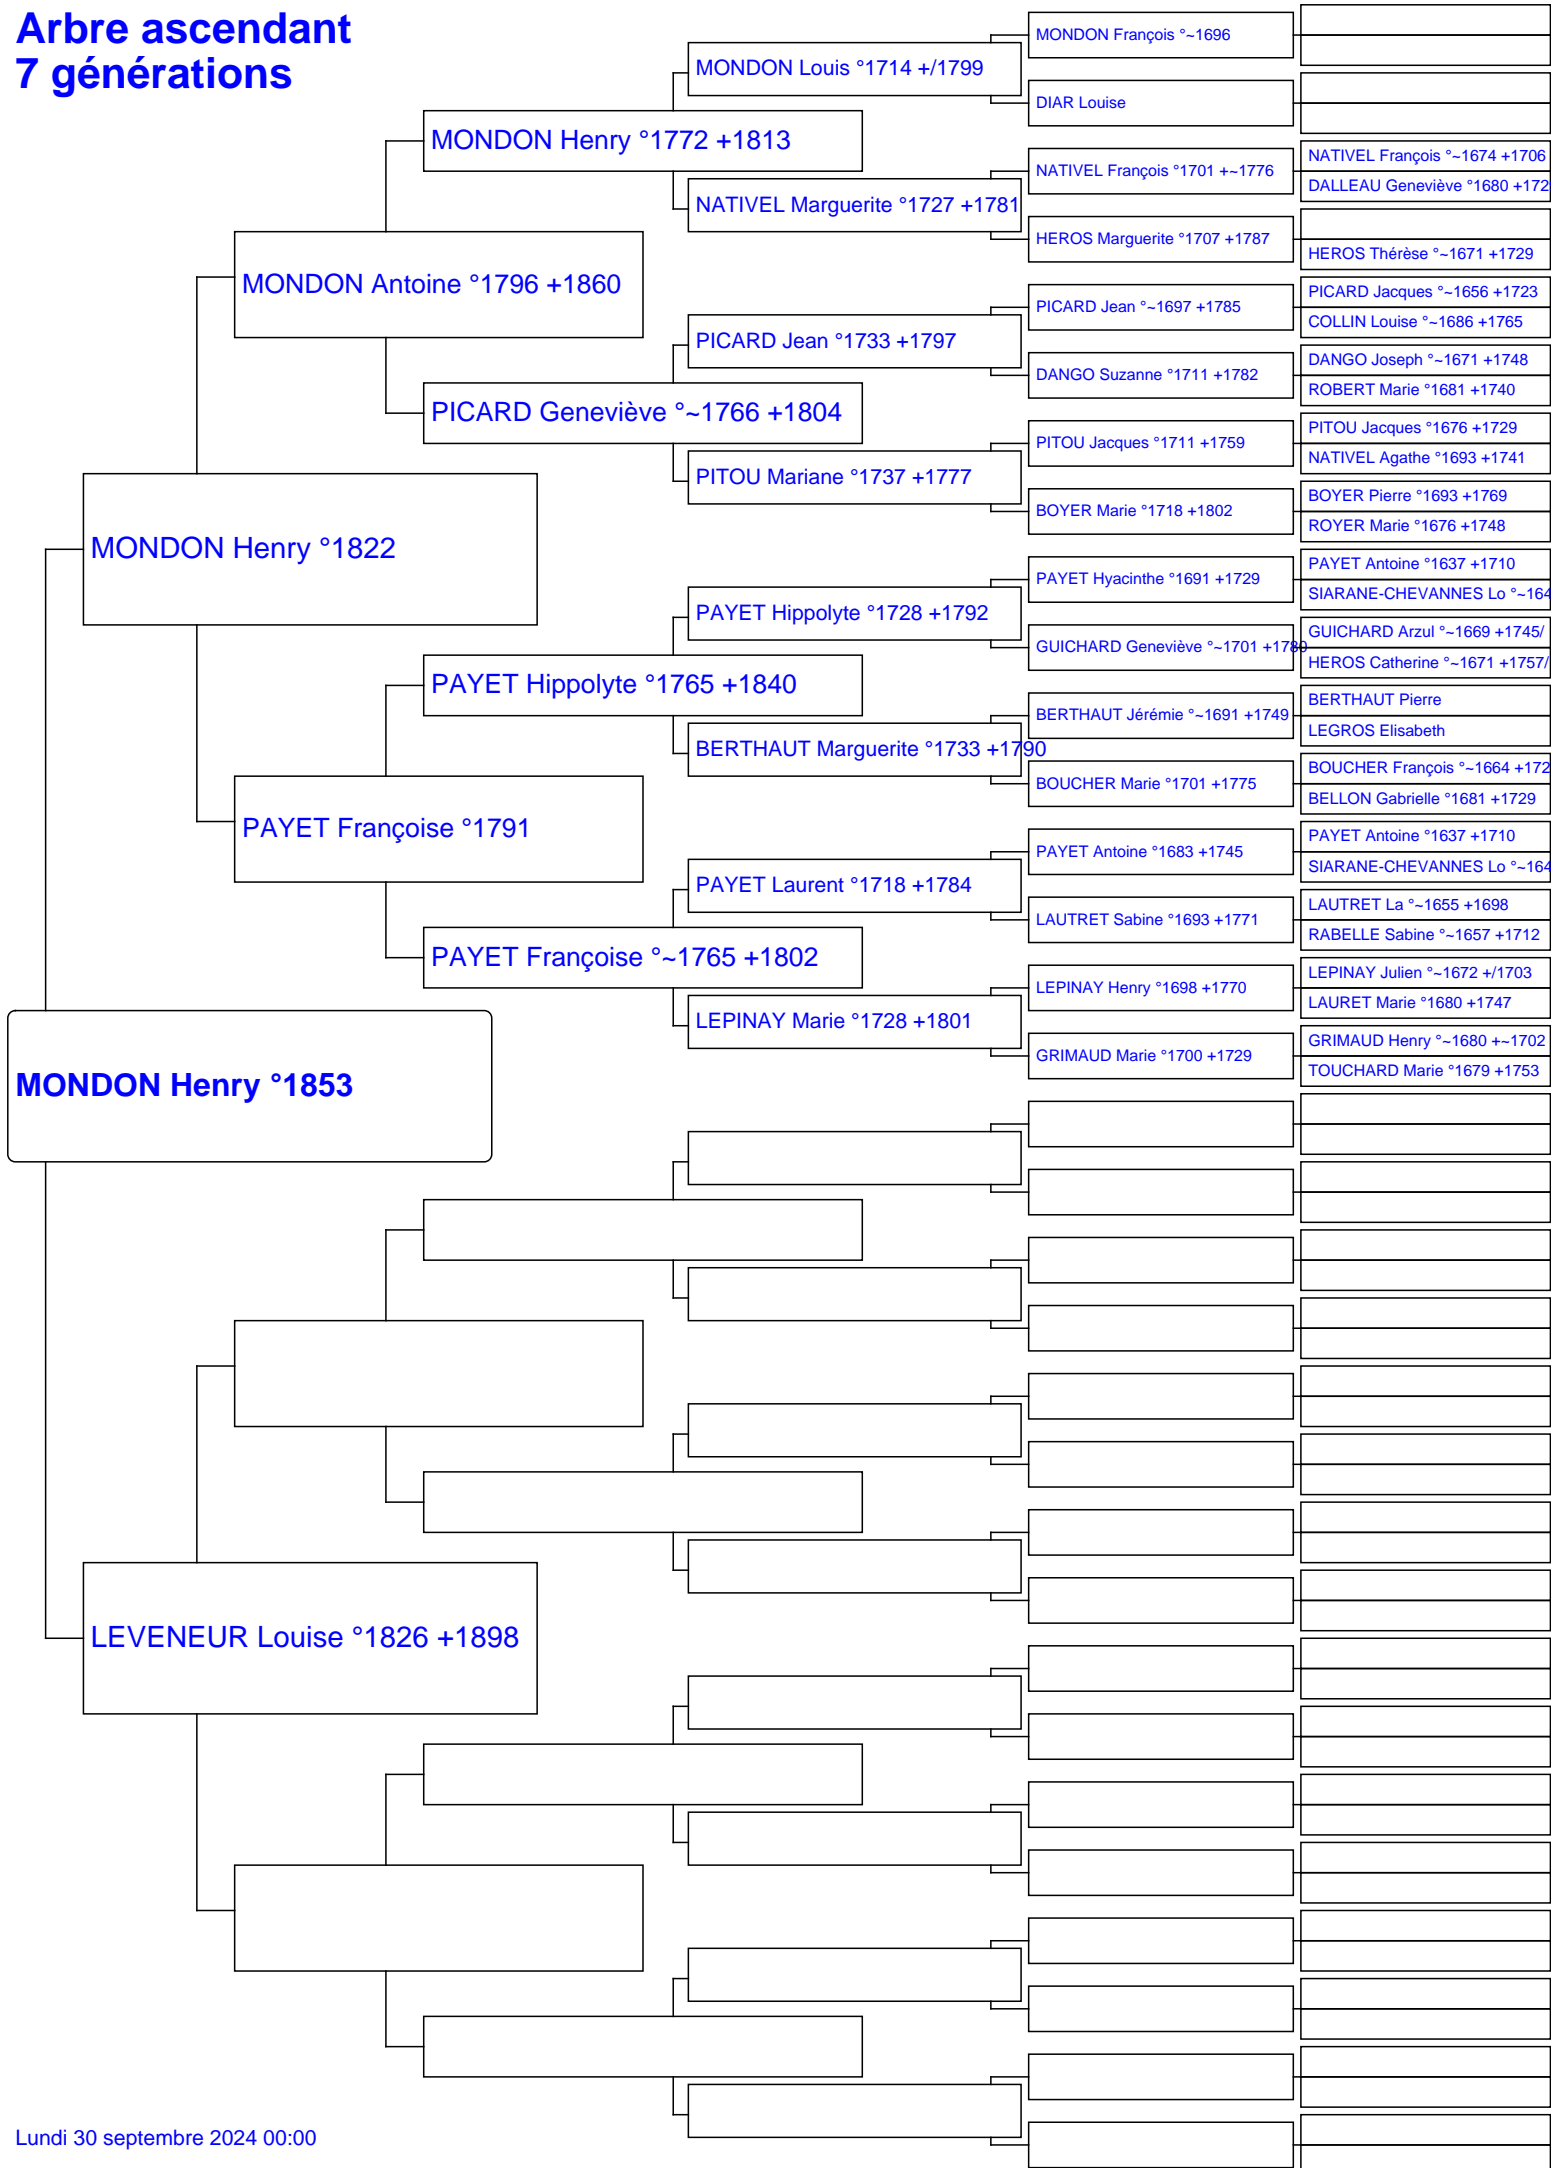 Arbre ascendant
7 générations
MONDON François °~1696
MONDON Louis °1714 +/1799
DIAR Louise
MONDON Henry °1772 +1813
NATIVEL François °~1674 +1706
NATIVEL François °1701 +~1776
DALLEAU Geneviève °1680 +172
NATIVEL Marguerite °1727 +1781
HEROS Marguerite °1707 +1787
HEROS Thérèse °~1671 +1729
MONDON Antoine °1796 +1860
PICARD Jacques °~1656 +1723
PICARD Jean °~1697 +1785
COLLIN Louise °~1686 +1765
PICARD Jean °1733 +1797
DANGO Joseph °~1671 +1748
DANGO Suzanne °1711 +1782
ROBERT Marie °1681 +1740
PICARD Geneviève °~1766 +1804
PITOU Jacques °1676 +1729
PITOU Jacques °1711 +1759
NATIVEL Agathe °1693 +1741
PITOU Mariane °1737 +1777
BOYER Pierre °1693 +1769
BOYER Marie °1718 +1802
ROYER Marie °1676 +1748
MONDON Henry °1822
PAYET Antoine °1637 +1710
PAYET Hyacinthe °1691 +1729
SIARANE-CHEVANNES Lo °~164
PAYET Hippolyte °1728 +1792
GUICHARD Arzul °~1669 +1745/
GUICHARD Geneviève °~1701 +1780
HEROS Catherine °~1671 +1757/
PAYET Hippolyte °1765 +1840
BERTHAUT Pierre
BERTHAUT Jérémie °~1691 +1749
LEGROS Elisabeth
BERTHAUT Marguerite °1733 +1790
BOUCHER François °~1664 +172
BOUCHER Marie °1701 +1775
BELLON Gabrielle °1681 +1729
PAYET Françoise °1791
PAYET Antoine °1637 +1710
PAYET Antoine °1683 +1745
SIARANE-CHEVANNES Lo °~164
PAYET Laurent °1718 +1784
LAUTRET La °~1655 +1698
LAUTRET Sabine °1693 +1771
RABELLE Sabine °~1657 +1712
PAYET Françoise °~1765 +1802
LEPINAY Julien °~1672 +/1703
LEPINAY Henry °1698 +1770
LAURET Marie °1680 +1747
LEPINAY Marie °1728 +1801
GRIMAUD Henry °~1680 +~1702
GRIMAUD Marie °1700 +1729
TOUCHARD Marie °1679 +1753
MONDON Henry °1853
LEVENEUR Louise °1826 +1898
Lundi 30 septembre 2024 00:00